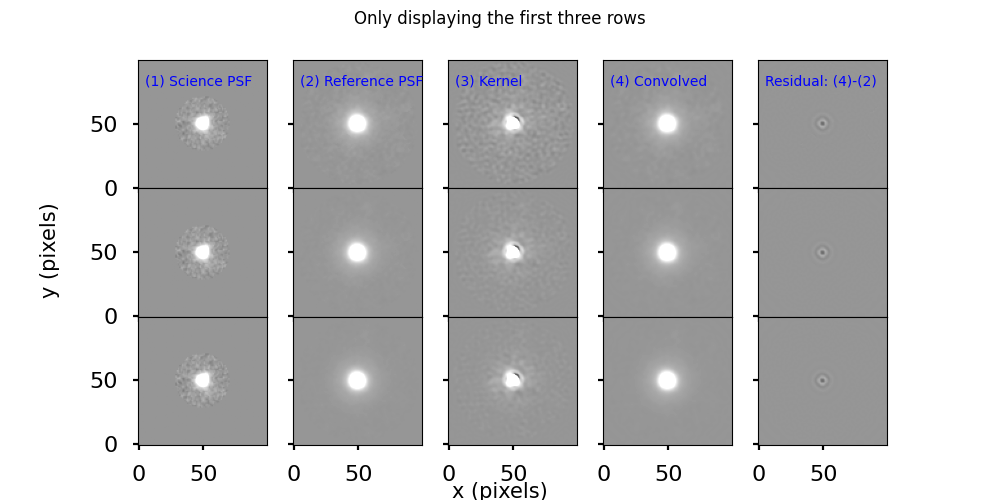 Only displaying the first three rows
(1) Science PSF
(2) Reference PSF
(3) Kernel
(4) Convolved
Residual: (4)-(2)
50
0
50
0
50
0
y (pixels)
0 50 0 50 0 50 0 50 0 50
x (pixels)